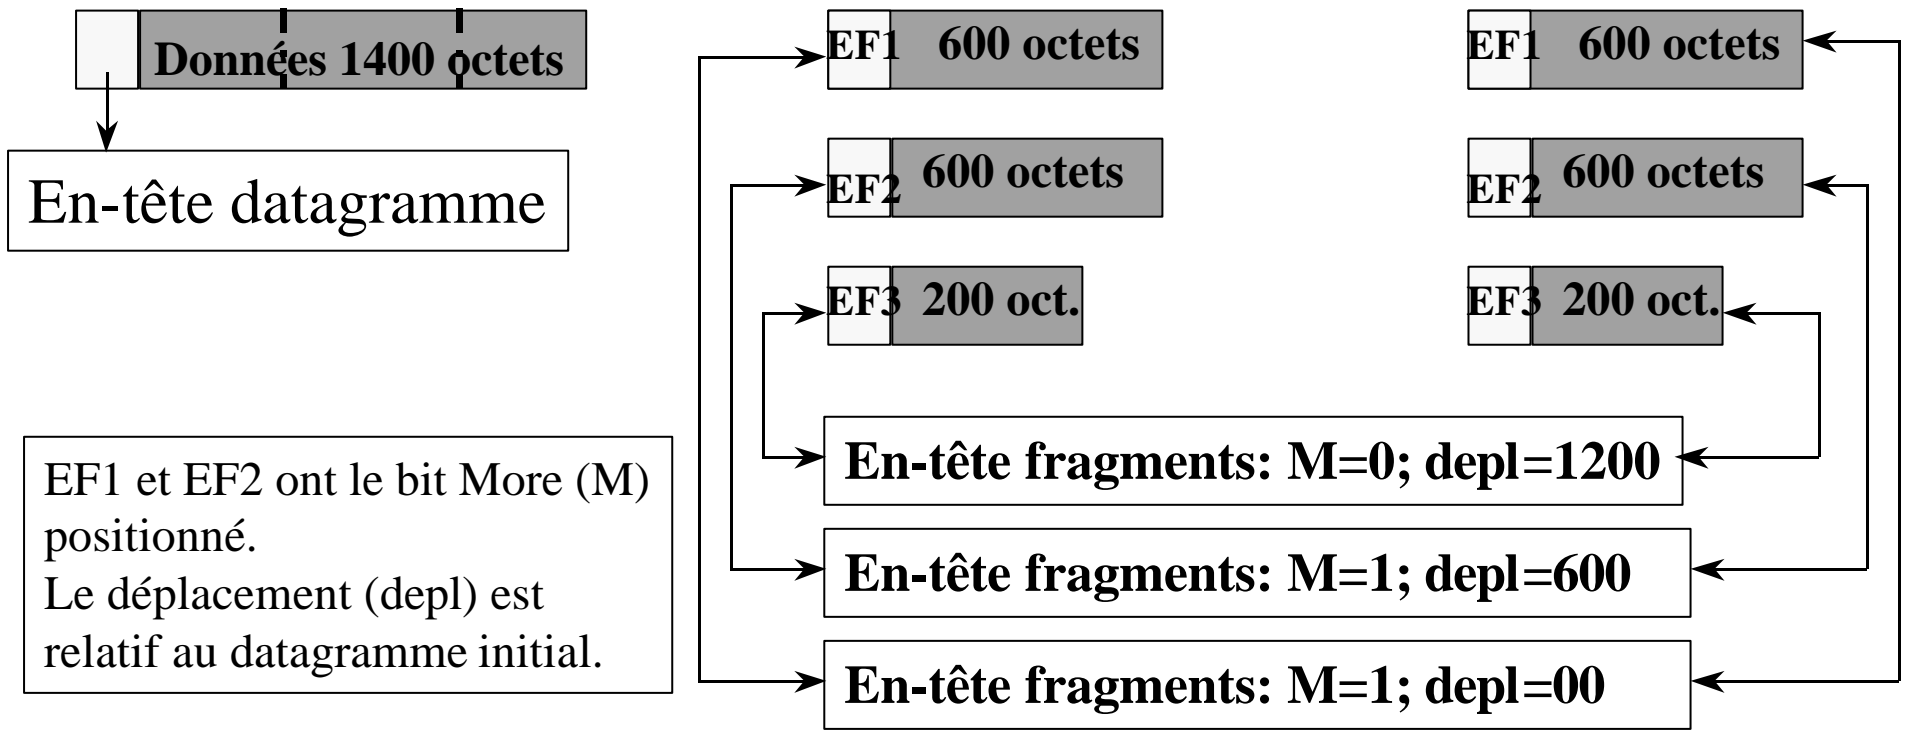 Données 1400 octets
En-tête datagramme
EF1 600 octets
EF2 600 octets
EF3 200 oct.
EF1 600 octets
EF2 600 octets
EF3 200 oct.
EF1 et EF2 ont le bit More (M)
positionné.
Le déplacement (depl) est
relatif au datagramme initial.
En-tête fragments: M=0; depl=1200
En-tête fragments: M=1; depl=600
En-tête fragments: M=1; depl=00